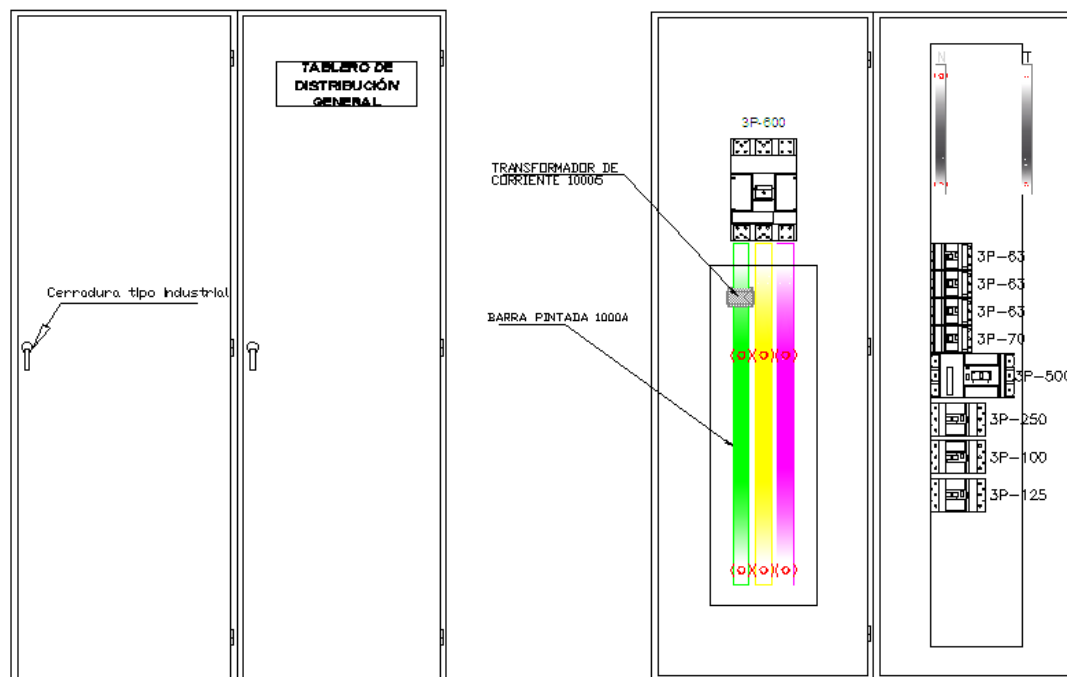 TABLERO DE
DISTRIBUCIÓN
GENERAL
Cerradura tipo Industrial
3P-600
TRANSFORMADOR DE
CORRIENTE 1000/5
BARRA PINTADA 1000A
N
T
3P-63
3P-63
3P-63
3P-70
3P-500
3P-250
3P-100
3P-125